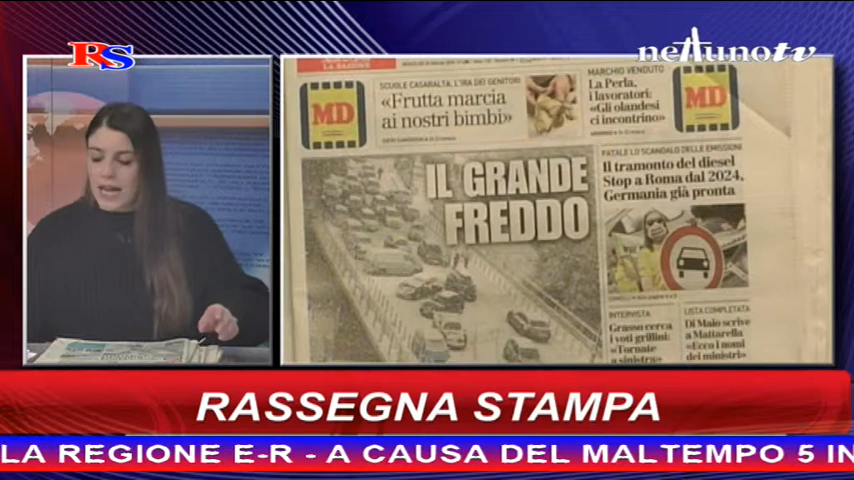 RS
nettunotv
MD
SCUOLE CASARALTA, L'IRA DEI GENITORI
«Frutta marcia
ai nostri bimbi»
MARCHIO VENDUTO
La Perla,
i lavoratori:
«Gli olandesi
ci incontrino»
MD
IL GRANDE
FREDDO
FATALE LO SCANDALO DELLE EMISSIONI
Il tramonto del diesel
Stop a Roma dal 2024,
Germania già pronta
INTERVISTA
Grasso cerca
i voti grillini:
«Tornate
a sinistra»
LISTA COMPLETATA
Di Maio scrive
a Mattarella
«Ecco i nomi
dei ministri»
RASSEGNA STAMPA
LA REGIONE E-R - A CAUSA DEL MALTEMPO 5 IN